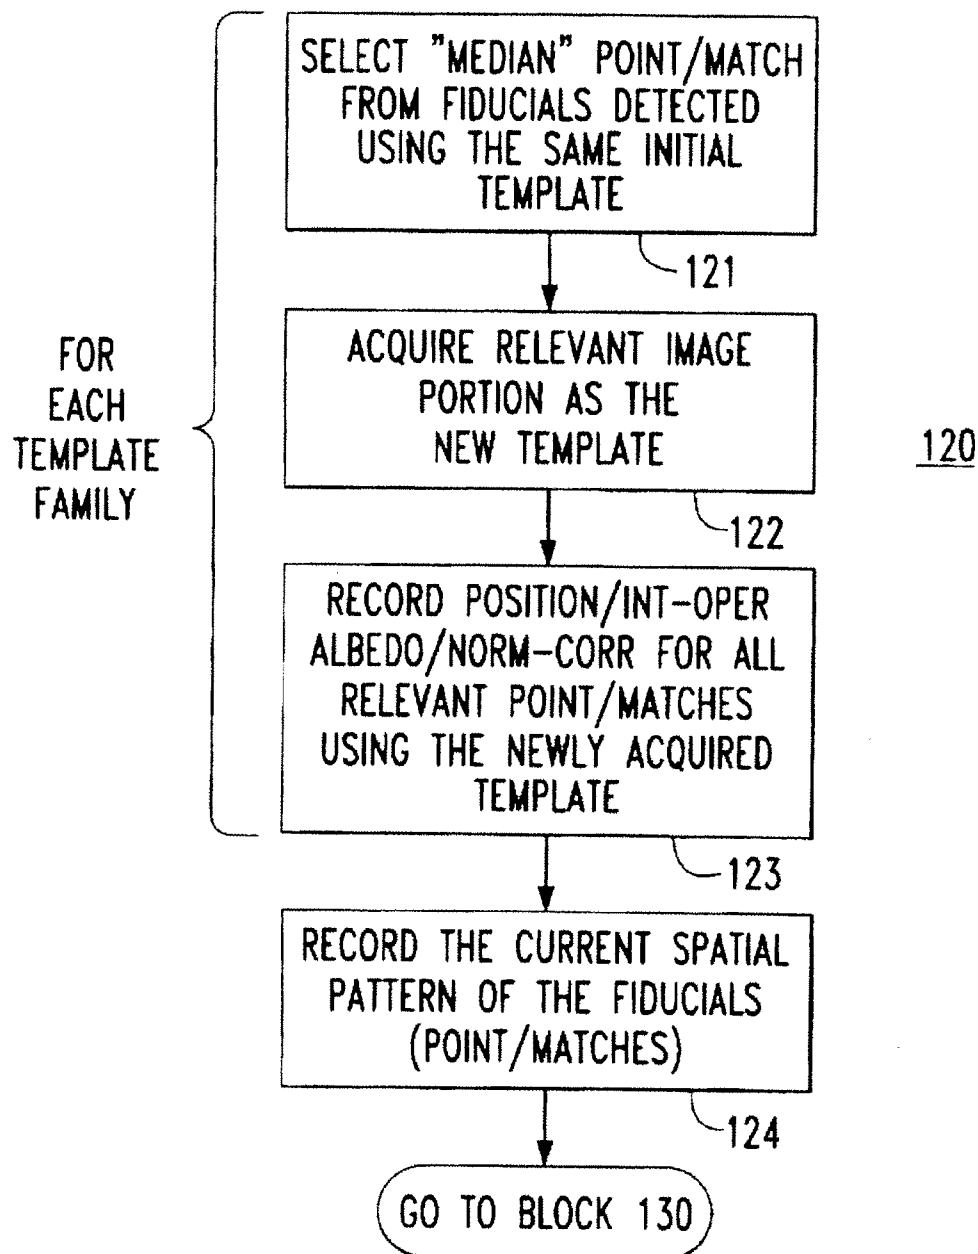 SELECT "MEDIAN" POINT/MATCH
FROM FIDUCIALS DETECTED
USING THE SAME INITIAL
TEMPLATE
121
ACQUIRE RELEVANT IMAGE
PORTION AS THE
NEW TEMPLATE
122
FOR
EACH
TEMPLATE
FAMILY
120
RECORD POSITION/INT-OPER
ALBEDO/NORM-CORR FOR ALL
RELEVANT POINT/MATCHES
USING THE NEWLY ACQUIRED
TEMPLATE
123
RECORD THE CURRENT SPATIAL
PATTERN OF THE FIDUCIALS
(POINT/MATCHES)
124
GO TO BLOCK 130